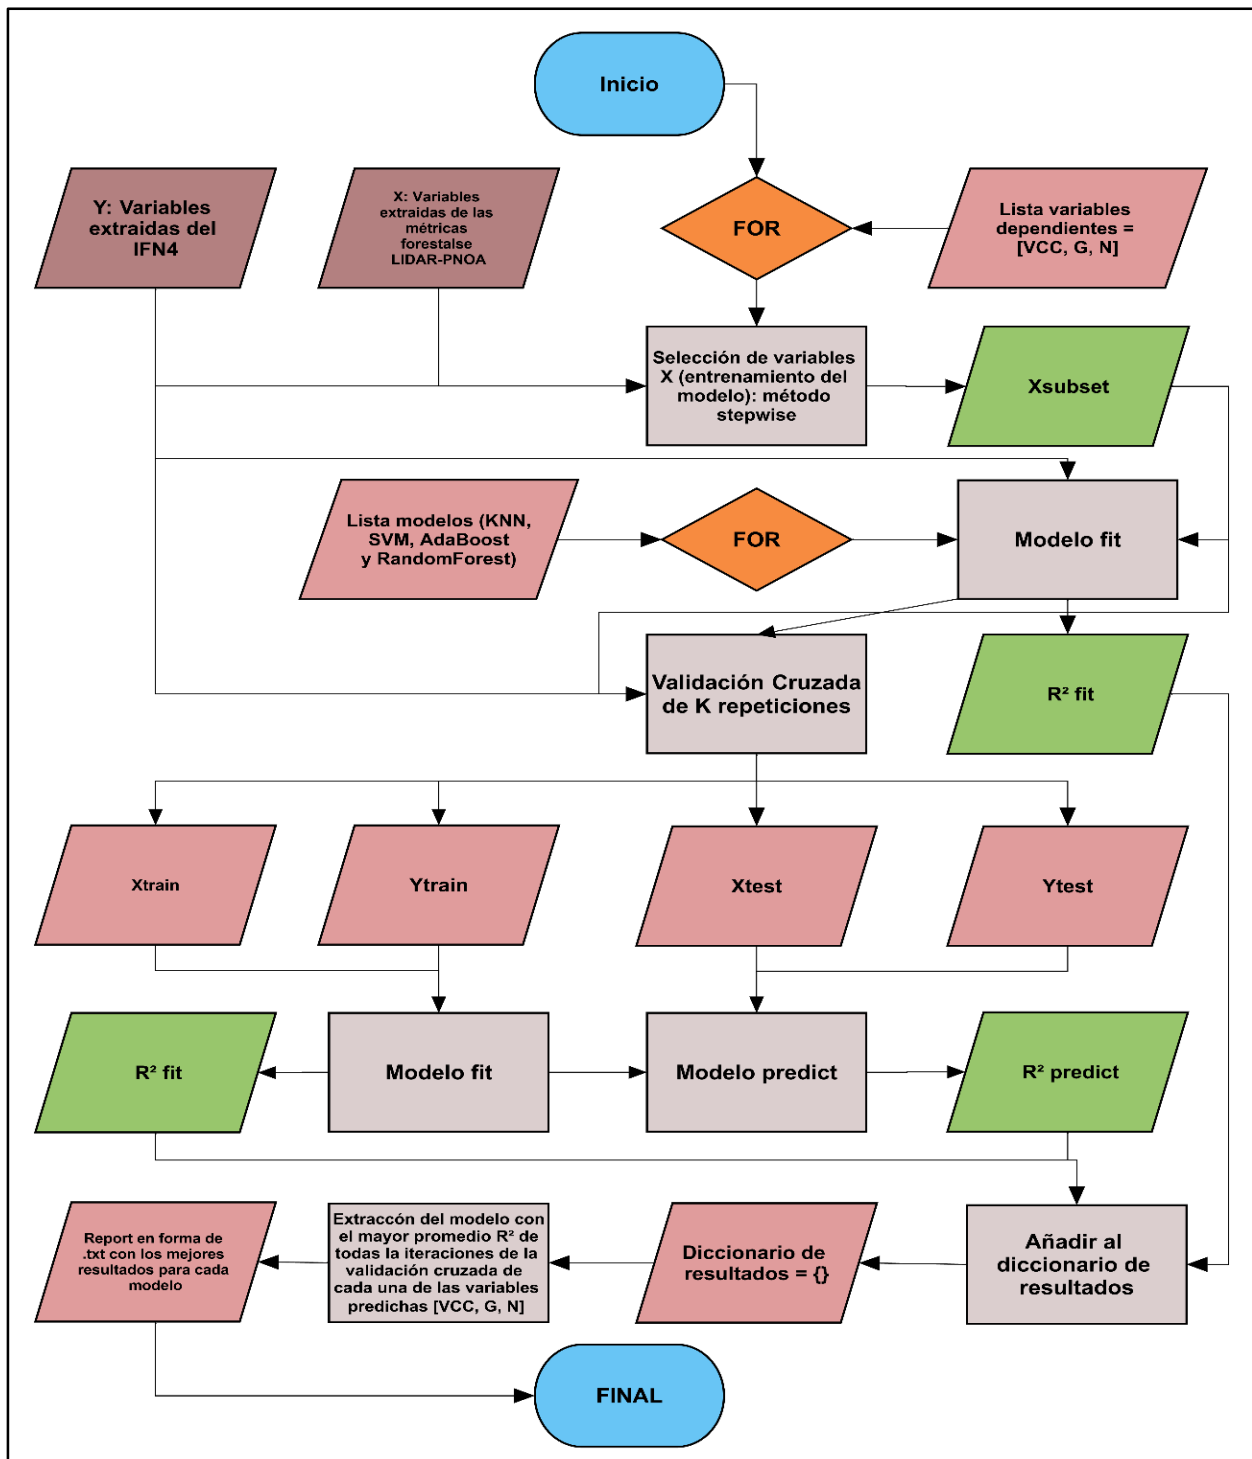 Inicio
Y: Variables
extraidas del
IFN4
X: Variables
extraidas de las
métricas
forestalse
LIDAR-PNOA
FOR
Lista variables
dependientes =
[VCC, G, N]
Selección de variables
X (entrenamiento del
modelo): método
stepwise
Xsubset
Lista modelos (KNN,
SVM, AdaBoost
y RandomForest)
FOR
Modelo fit
Validación Cruzada
de K repeticiones
R² fit
Xtrain
Ytrain
Xtest
Ytest
R² fit
Modelo fit
Modelo predict
R² predict
Report en forma de
.txt con los mejores
resultados para cada
modelo
Extraccón del modelo con
el mayor promedio R² de
todas la iteraciones de la
validación cruzada de
cada una de las variables
predichas [VCC, G, N]
Diccionario de
resultados = {}
Añadir al
diccionario de
resultados
FINAL